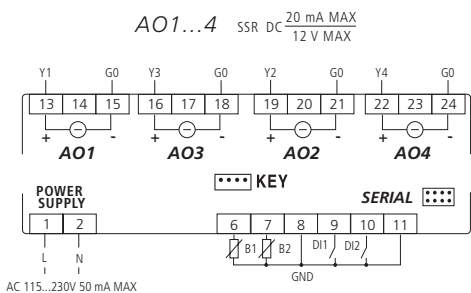 AO1...4 SSR DC 20 mA MAX
12 V MAX
Y1 G0 Y3 G0 Y2 G0 Y4 G0
13 14 15 16 17 18 19 20 21 22 23 24
+ - + - + - + -
AO1 AO3 AO2 AO4
KEY
POWER
SUPPLY
SERIAL
1 2 6 7 8 9 10 11
B1 B2 DI1 DI2
L N
GND
AC 115...230V 50 mA MAX